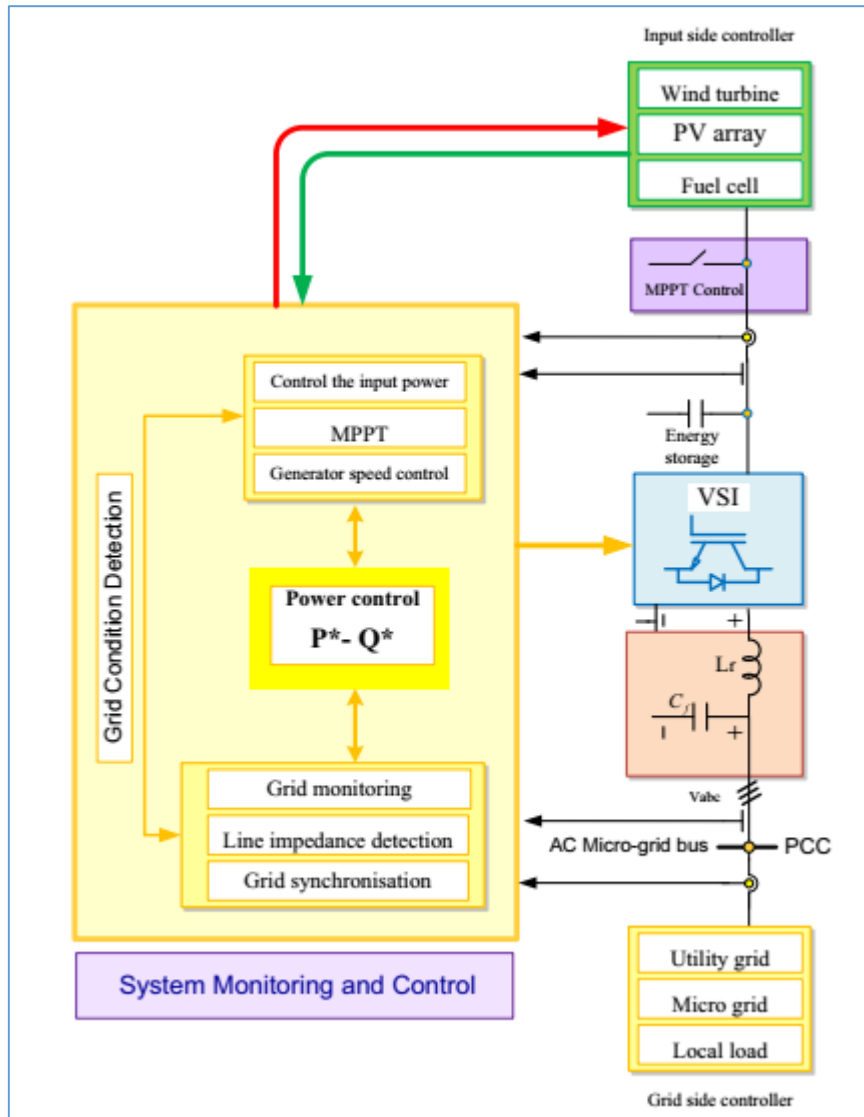 Input side controller
Wind turbine
PV array
Fuel cell
MPPT Control
Control the input power
MPPT
Generator speed control
Energy
storage
VSI
Grid Condition Detection
Power control
P*- Q*
Lf
Cf
Grid monitoring
Line impedance detection
Grid synchronisation
Vabc
AC Micro-grid bus
PCC
System Monitoring and Control
Utility grid
Micro grid
Local load
Grid side controller